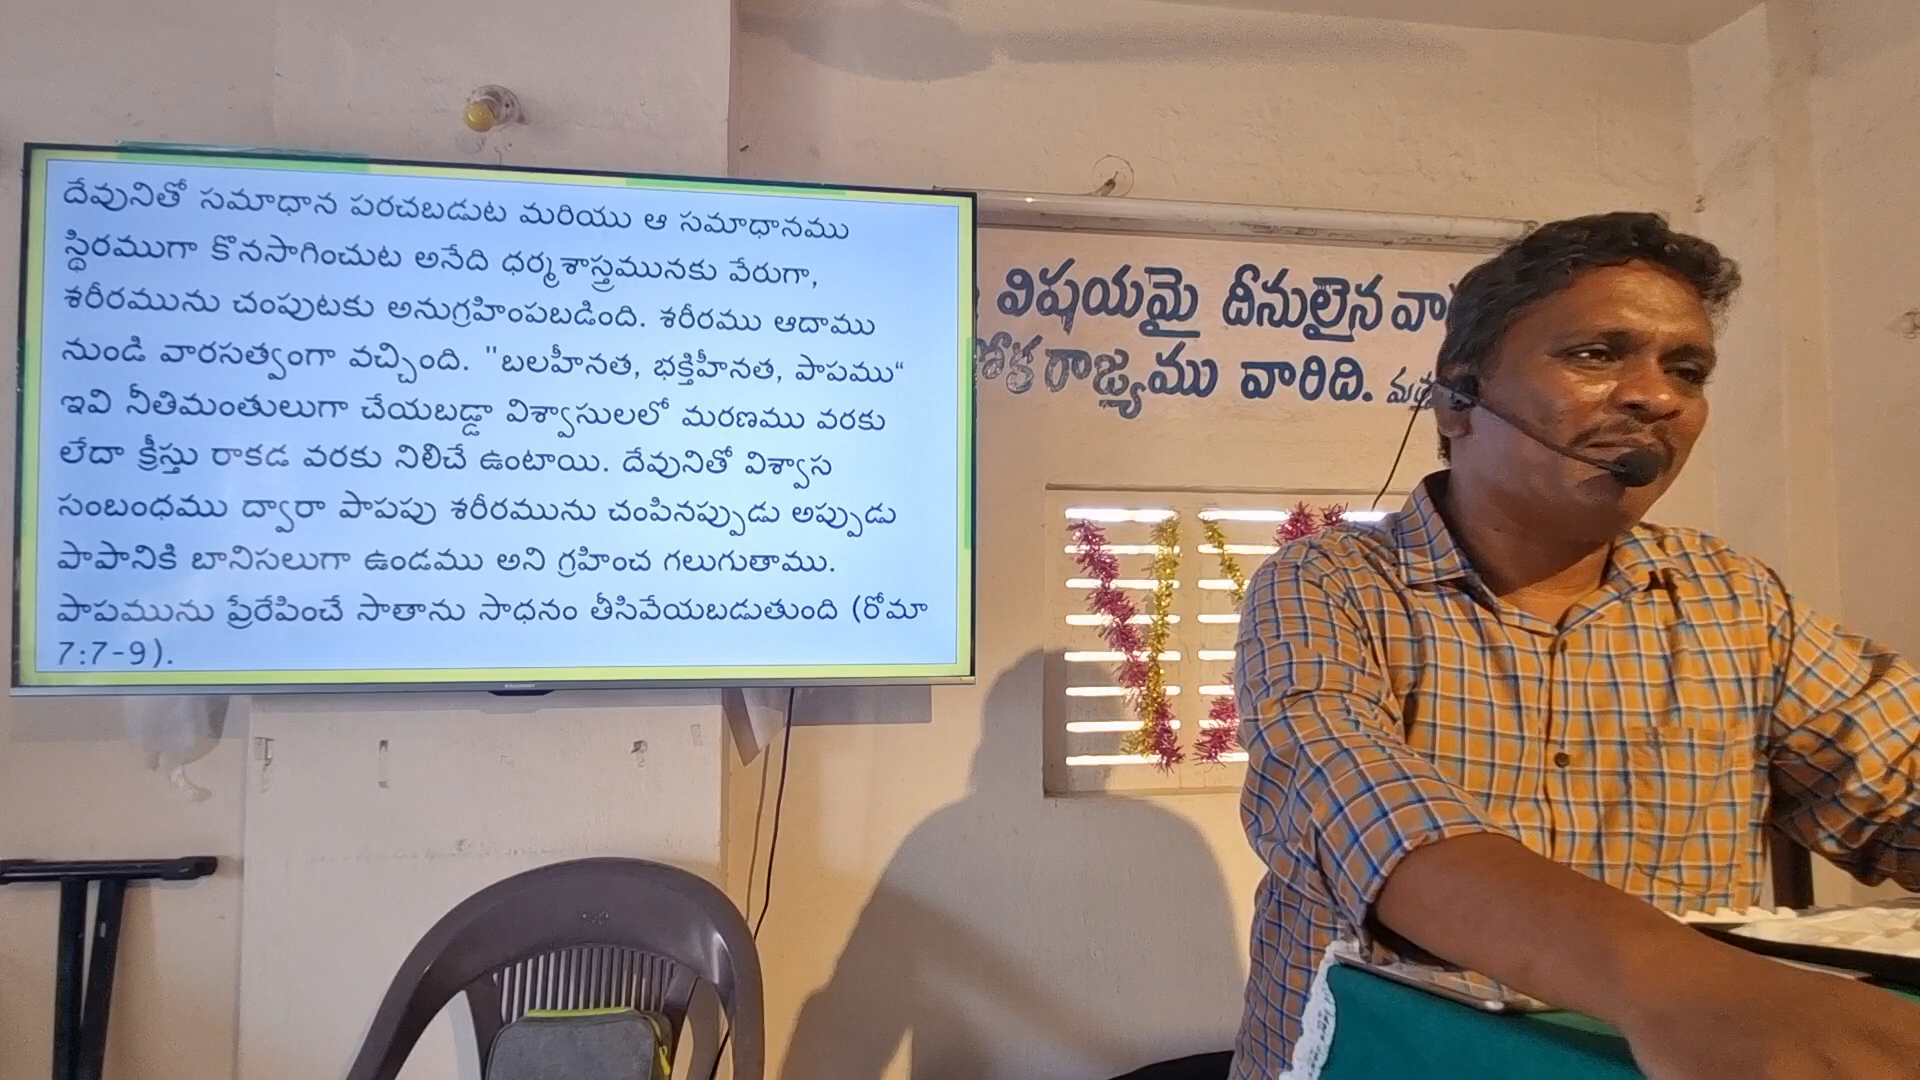 దేవునితో సమాధాన పరచబడుట మరియు ఆ సమాధానము
స్థిరముగా కొనసాగించుట అనేది ధర్మశాస్త్రమునకు వేరుగా,
శరీరమును చంపుటకు అనుగ్రహింపబడింది. శరీరము ఆదాము
నుండి వారసత్వంగా వచ్చింది. "బలహీనత, భక్తిహీనత, పాపము"
ఇవి నీతిమంతులుగా చేయబడ్డా విశ్వాసులలో మరణము వరకు
లేదా క్రీస్తు రాకడ వరకు నిలిచే ఉంటాయి. దేవునితో విశ్వాస
సంబంధము ద్వారా పాపపు శరీరమును చంపినప్పుడు అప్పుడు
పాపానికి బానిసలుగా ఉండము అని గ్రహించ గలుగుతాము.
పాపమును ప్రేరేపించే సాతాను సాధనం తీసివేయబడుతుంది (రోమా
7:7-9).
విషయమై దీనులైన
రాజ్యము వారిది.